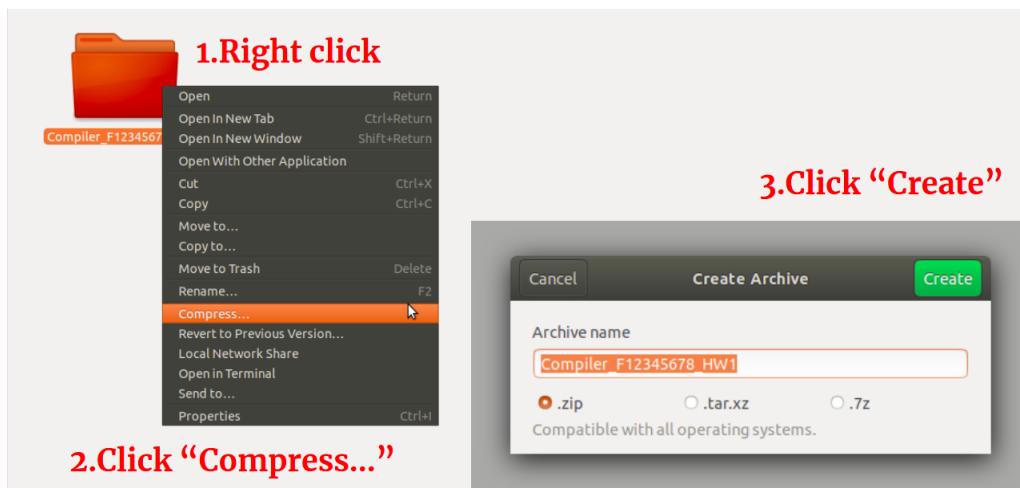 1.Right click
Compiler_F1234567
Open Return
Open In New Tab Ctrl+Return
Open In New Window Shift+Return
Open With Other Application
Cut Ctrl+X
Copy Ctrl+C
Move to…
Copy to…
Move to Trash Delete
Rename… F2
Compress…
Revert to Previous Version…
Local Network Share
Open in Terminal
Send to…
Properties Ctrl+I
2.Click “Compress...”
3.Click “Create”
Cancel Create Archive Create
Archive name
Compiler_F12345678_HW1
.zip .tar.xz .7z
Compatible with all operating systems.